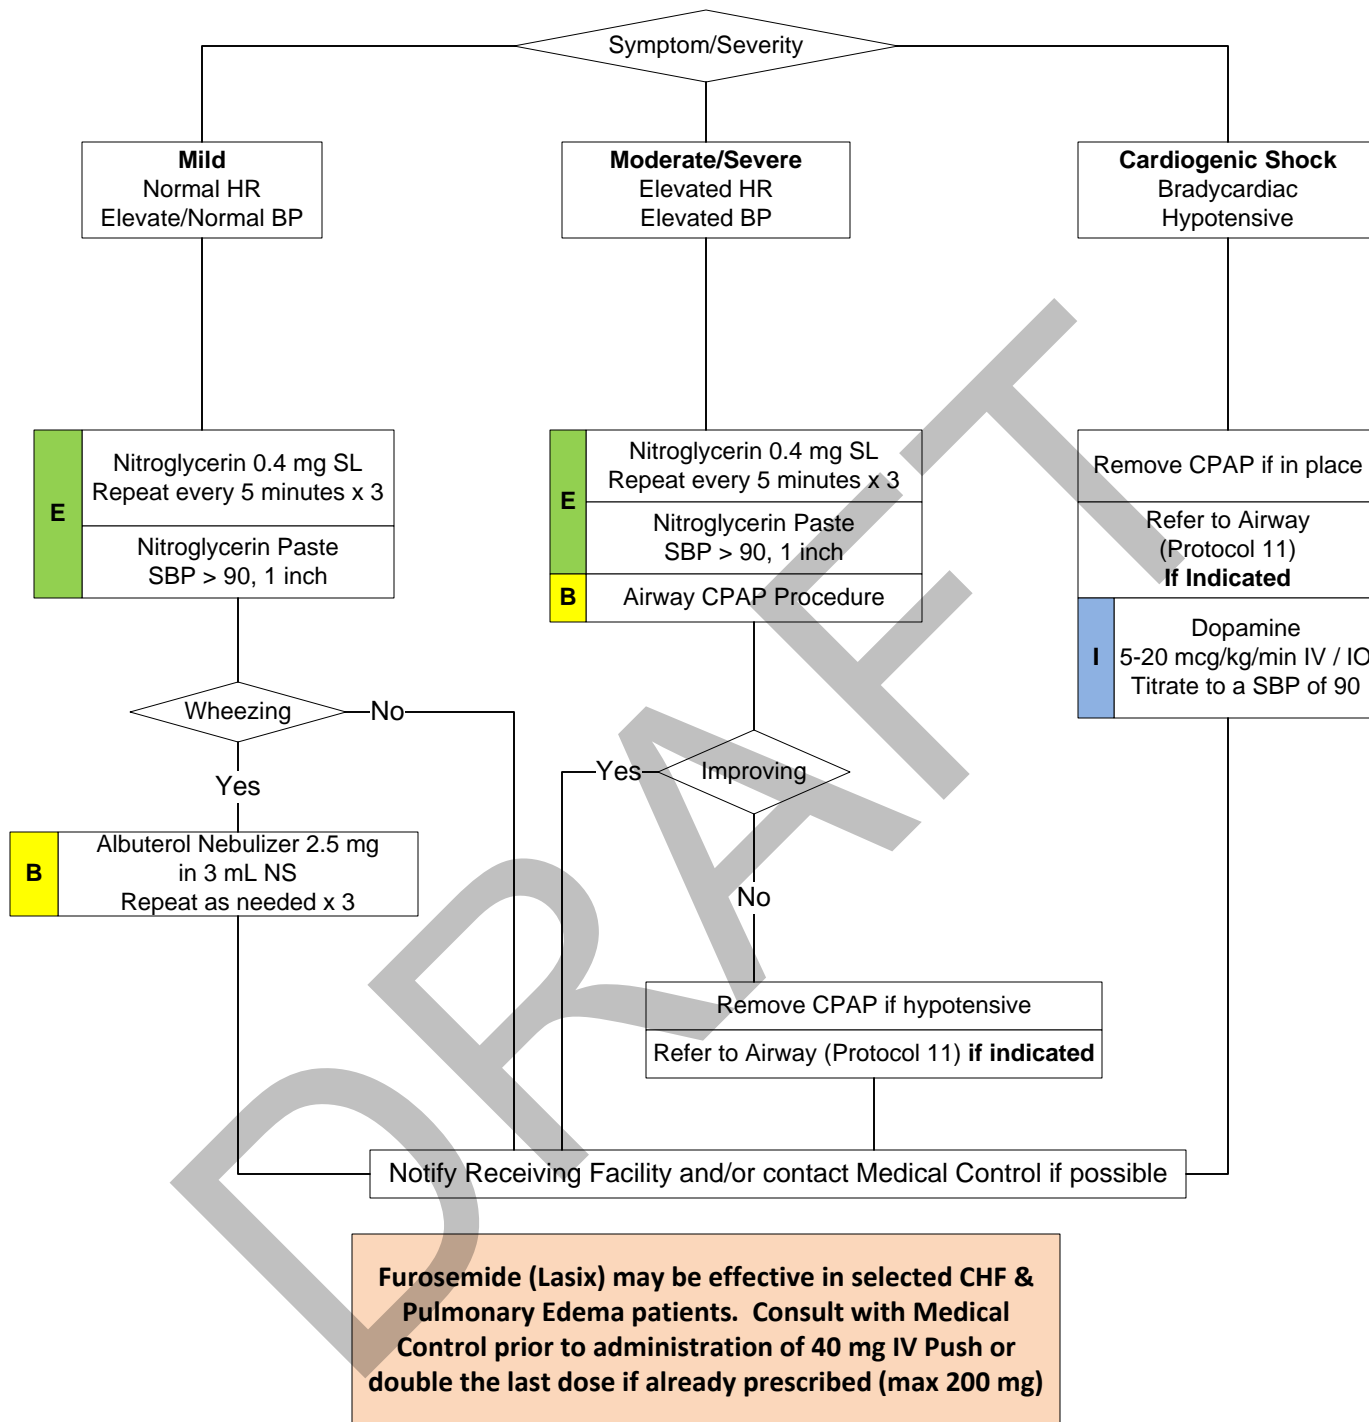 Symptom/Severity
Mild
Normal HR
Elevate/Normal BP
Moderate/Severe
Elevated HR
Elevated BP
Cardiogenic Shock
Bradycardiac
Hypotensive
E
Nitroglycerin 0.4 mg SL
Repeat every 5 minutes x 3
Nitroglycerin Paste
SBP > 90, 1 inch
E
Nitroglycerin 0.4 mg SL
Repeat every 5 minutes x 3
Nitroglycerin Paste
SBP > 90, 1 inch
B
Airway CPAP Procedure
Remove CPAP if in place
Refer to Airway
(Protocol 11)
If Indicated
I
Dopamine
5-20 mcg/kg/min IV / IO
Titrate to a SBP of 90
Wheezing
No
Yes
Improving
Yes
No
B
Albuterol Nebulizer 2.5 mg
in 3 mL NS
Repeat as needed x 3
Remove CPAP if hypotensive
Refer to Airway (Protocol 11) if indicated
Notify Receiving Facility and/or contact Medical Control if possible
Furosemide (Lasix) may be effective in selected CHF &
Pulmonary Edema patients.  Consult with Medical
Control prior to administration of 40 mg IV Push or
double the last dose if already prescribed (max 200 mg)
DRAFT